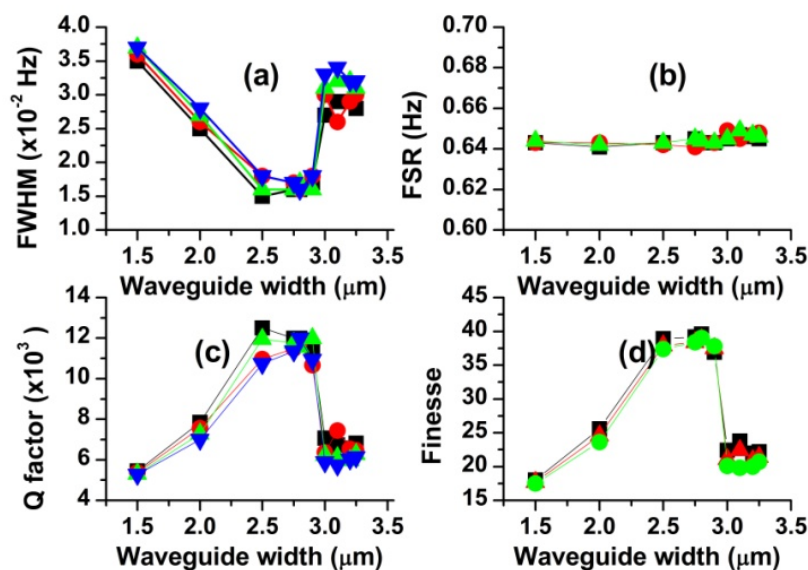 4.0
3.5
3.0
2.5
2.0
1.5
1.0
FWHM (x10⁻² Hz)
(a)
1.5 2.0 2.5 3.0 3.5
Waveguide width (μm)
0.70
0.68
0.66
0.64
0.62
0.60
FSR (Hz)
(b)
1.5 2.0 2.5 3.0 3.5
Waveguide width (μm)
14
12
10
8
6
4
Q factor (x10³)
(c)
1.5 2.0 2.5 3.0 3.5
Waveguide width (μm)
45
40
35
30
25
20
15
Finesse
(d)
1.5 2.0 2.5 3.0 3.5
Waveguide width (μm)